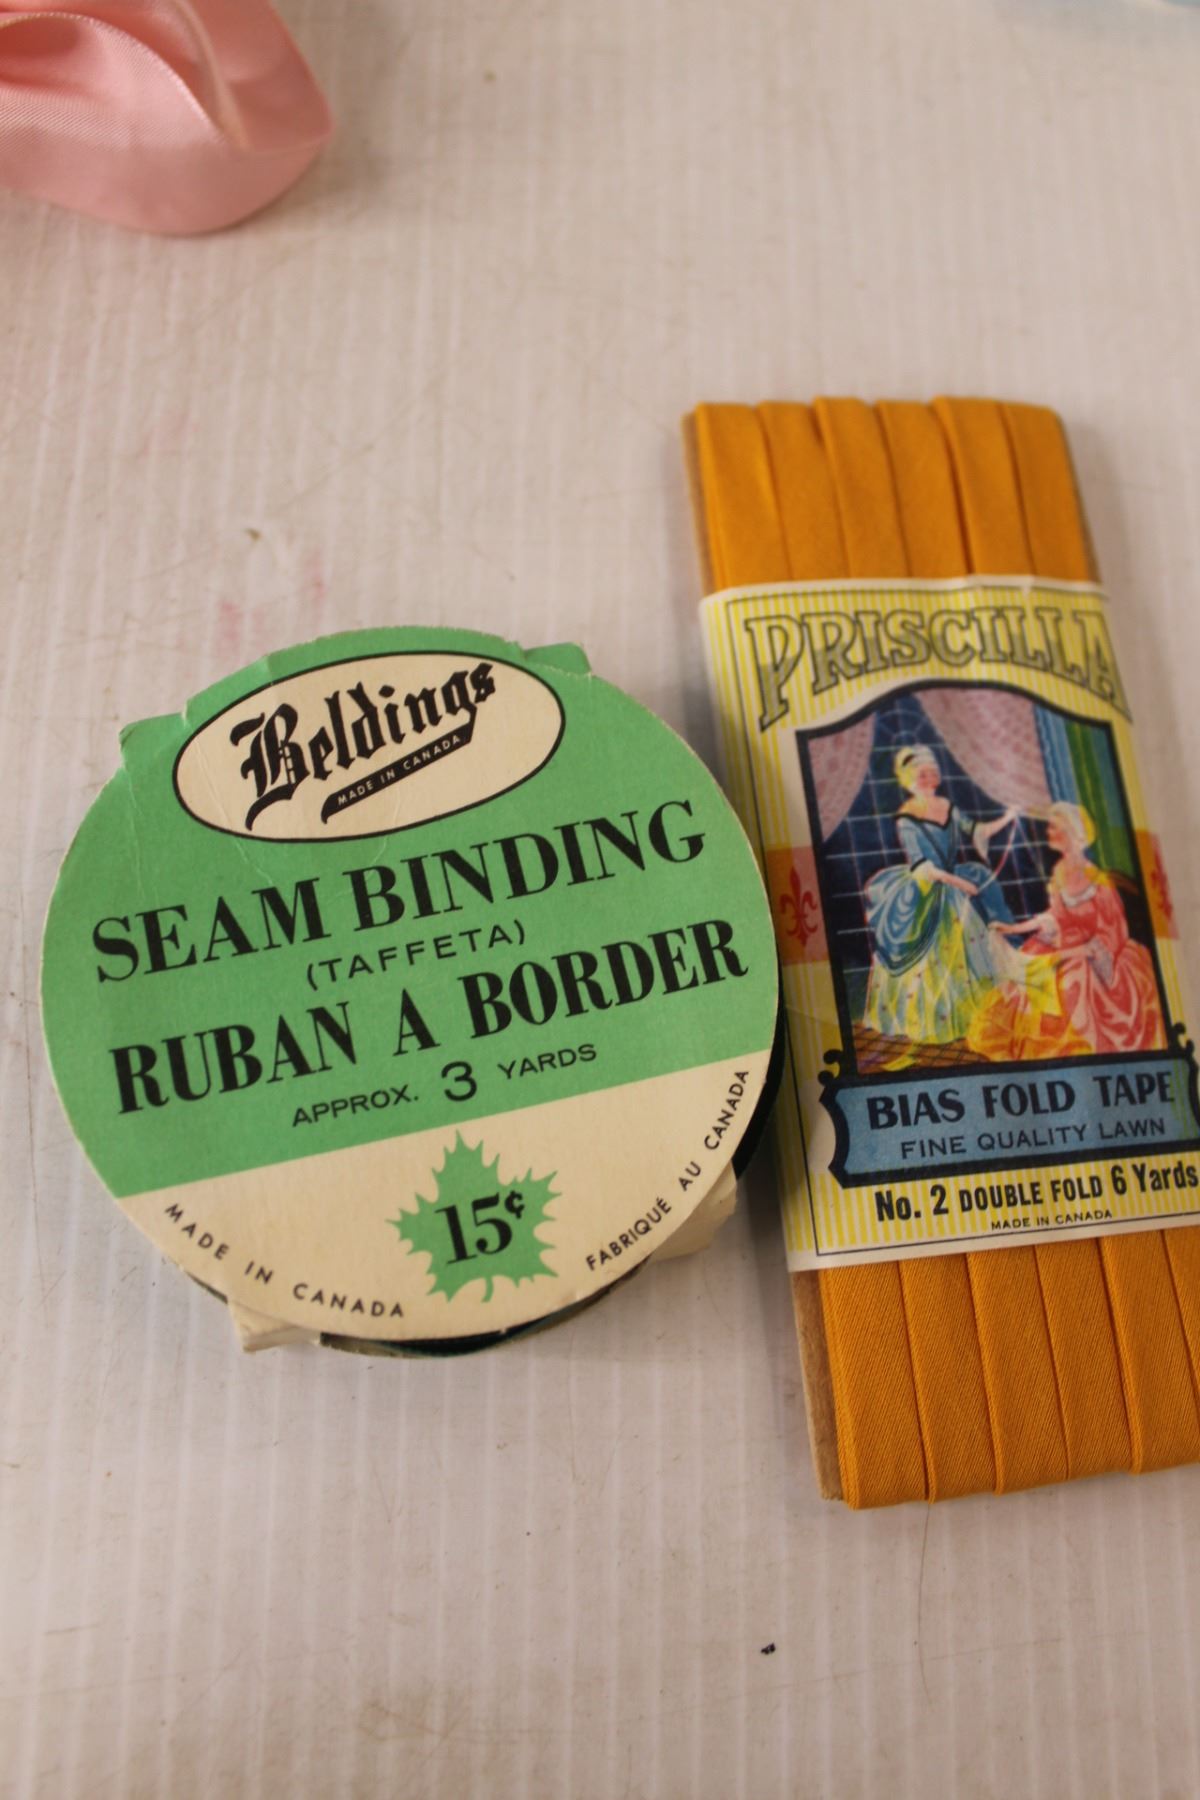 Beldings
MADE IN CANADA
SEAM BINDING
(TAFFETA)
RUBAN A BORDER
APPROX. 3 YARDS
15¢
MADE IN CANADA
FABRIQUÉ AU CANADA
PRISCILLA
BIAS FOLD TAPE
FINE QUALITY LAWN
No. 2 DOUBLE FOLD 6 Yards
MADE IN CANADA